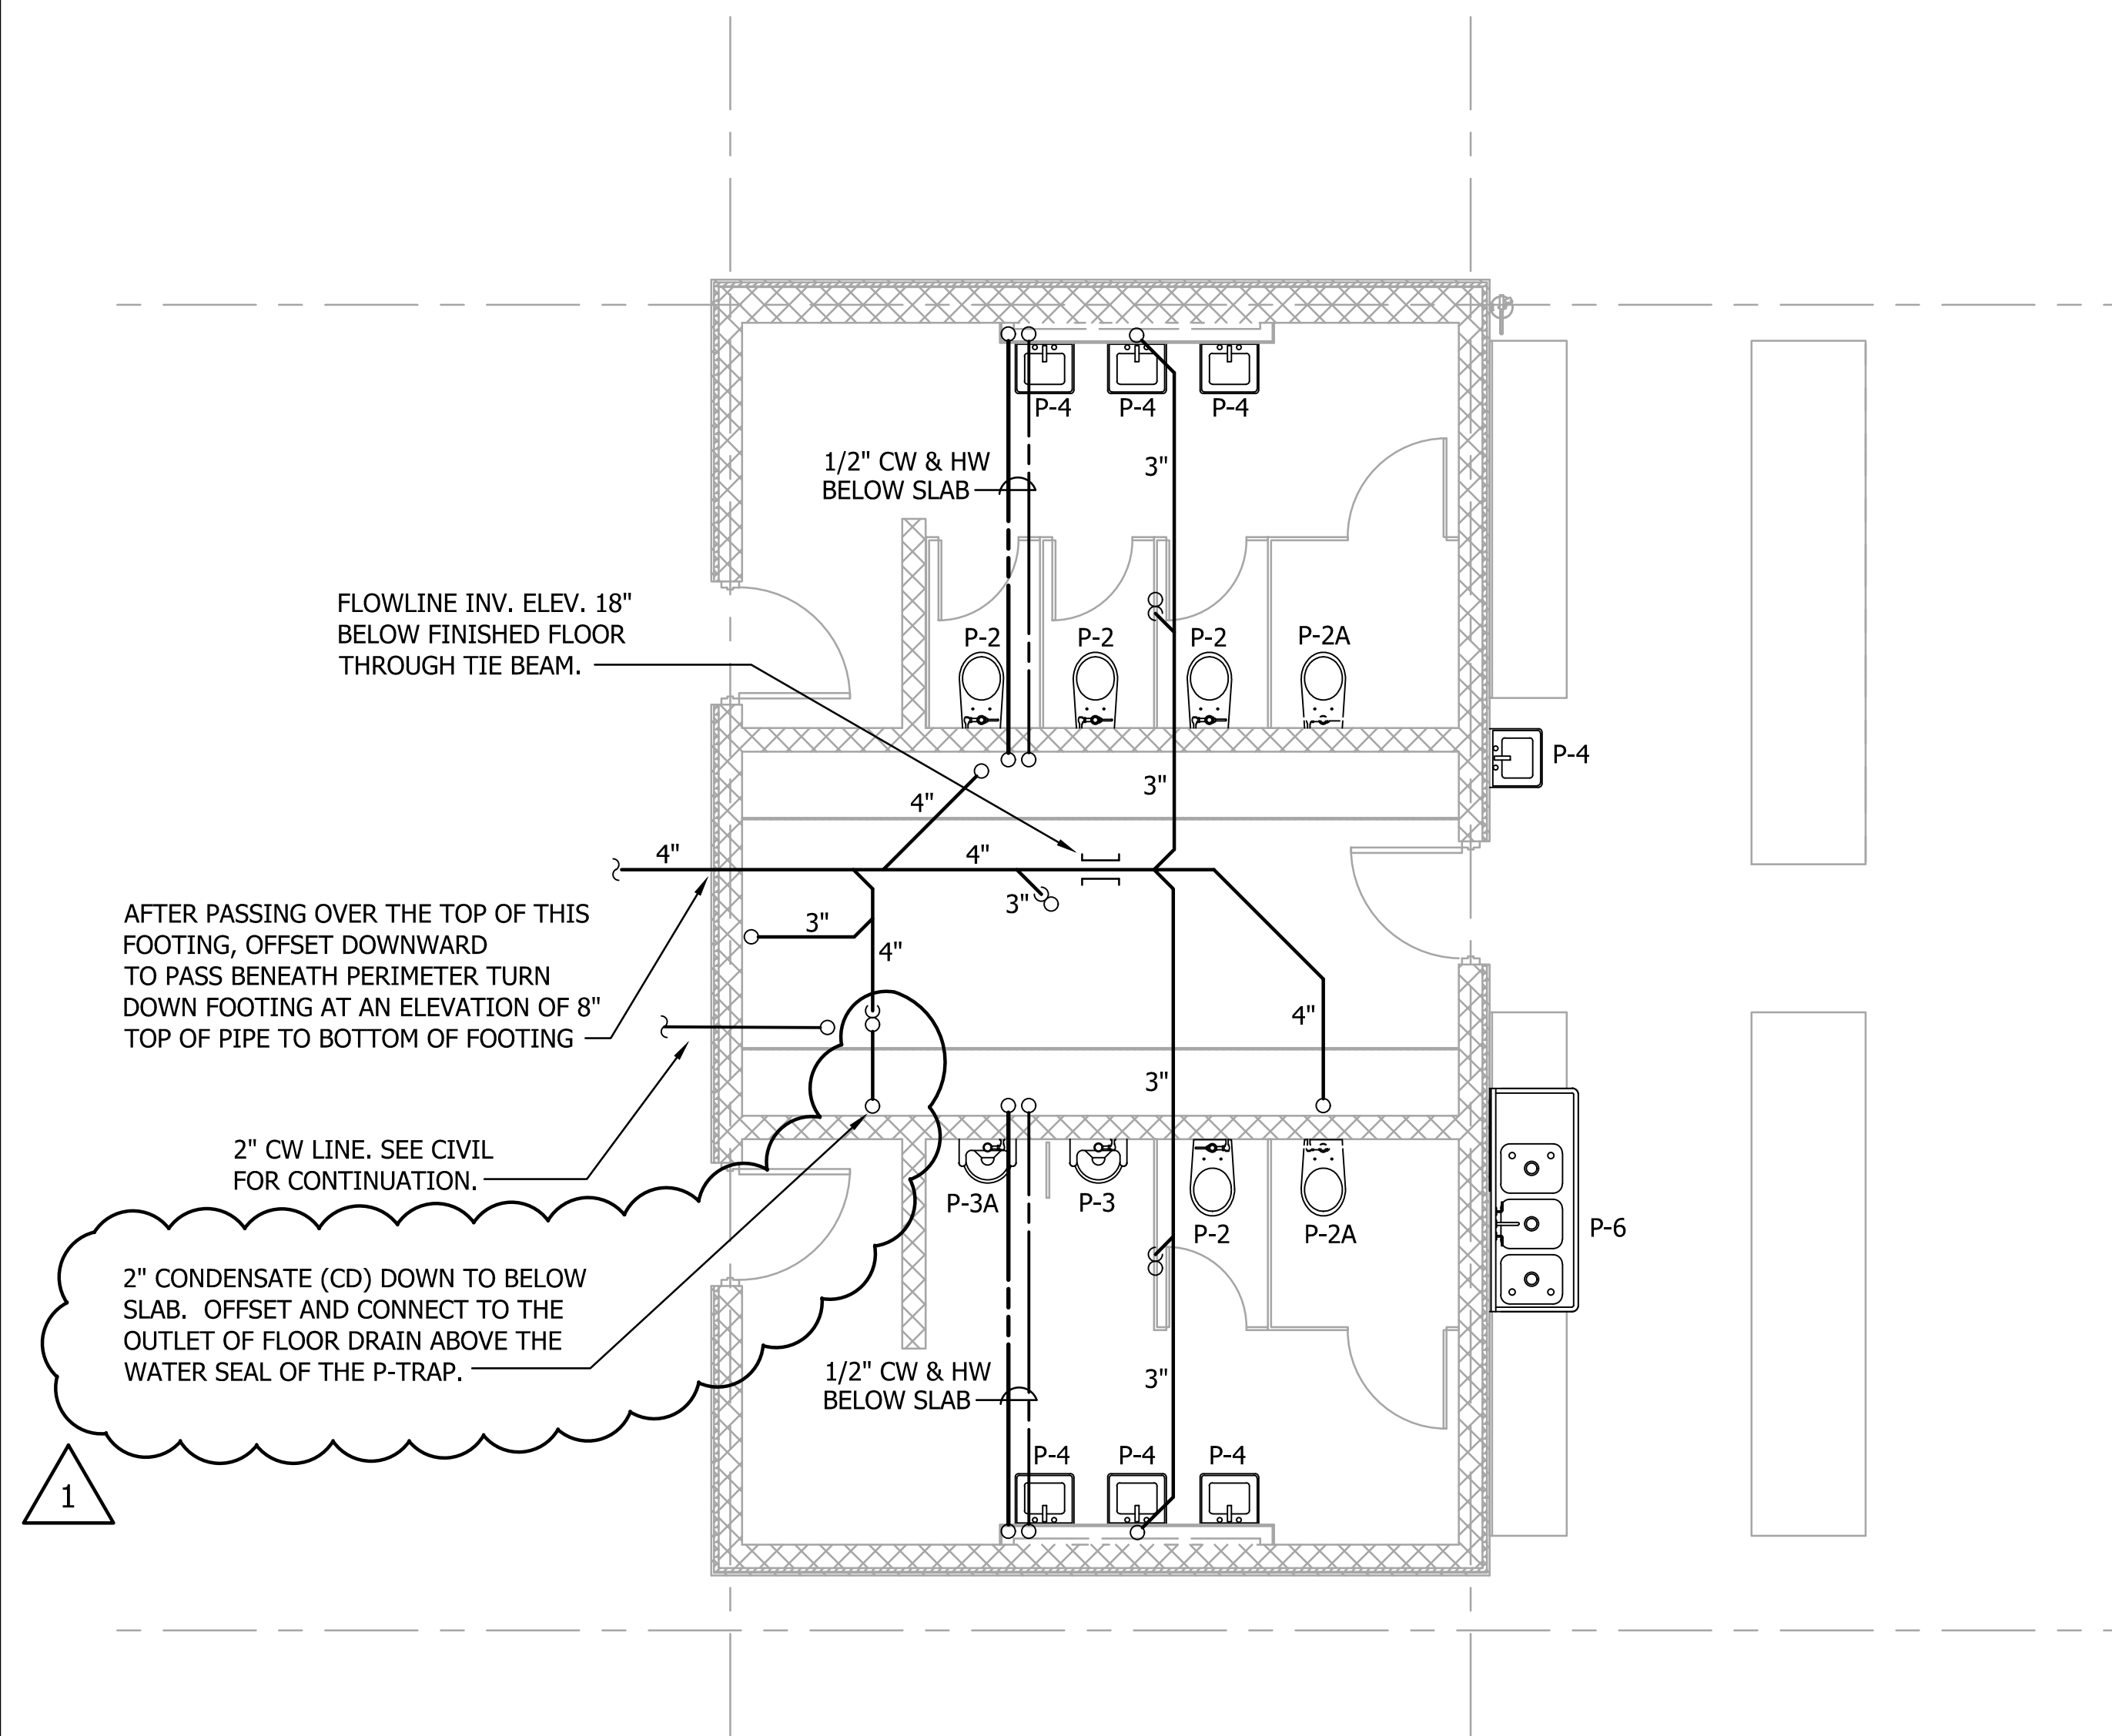 P-4
P-4
P-4
1/2" CW & HW
BELOW SLAB
3"
FLOWLINE INV. ELEV. 18"
BELOW FINISHED FLOOR
THROUGH TIE BEAM.
P-2
P-2
P-2
P-2A
P-4
3"
4"
4"
4"
AFTER PASSING OVER THE TOP OF THIS
FOOTING, OFFSET DOWNWARD
TO PASS BENEATH PERIMETER TURN
DOWN FOOTING AT AN ELEVATION OF 8"
TOP OF PIPE TO BOTTOM OF FOOTING
3"
3"
4"
4"
3"
2" CW LINE. SEE CIVIL
FOR CONTINUATION.
P-3A
P-3
P-2
P-2A
P-6
2" CONDENSATE (CD) DOWN TO BELOW
SLAB. OFFSET AND CONNECT TO THE
OUTLET OF FLOOR DRAIN ABOVE THE
WATER SEAL OF THE P-TRAP.
1/2" CW & HW
BELOW SLAB
3"
P-4
P-4
P-4
1